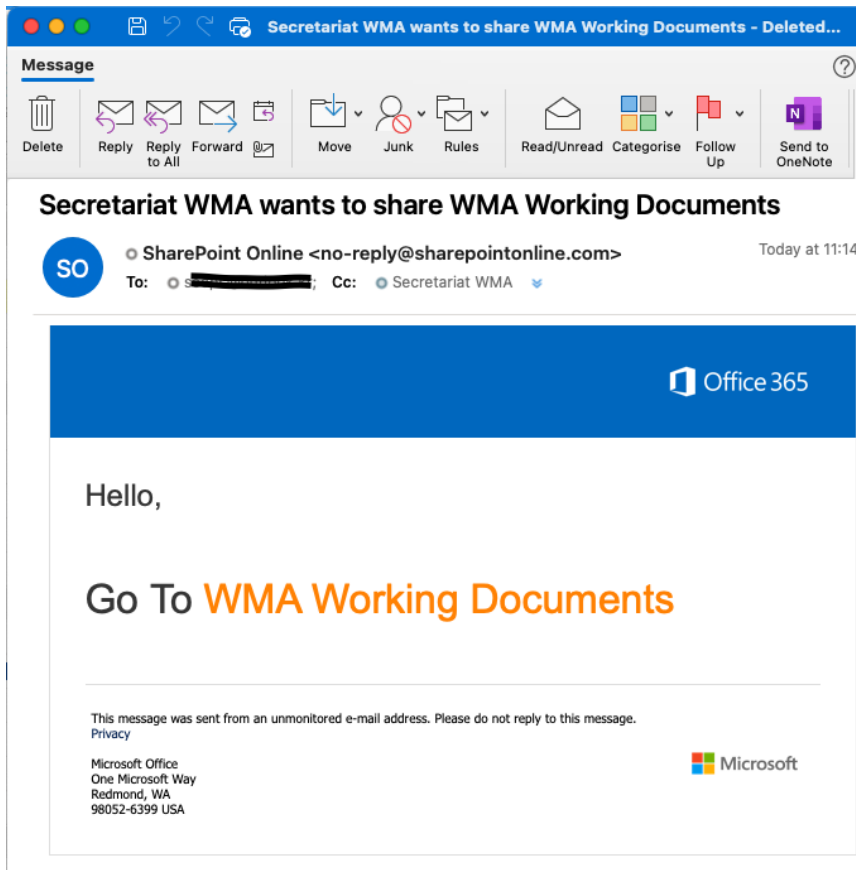 Secretariat WMA wants to share WMA Working Documents - Deleted...
Message
Delete
Reply
Reply to All
Forward
Move
Junk
Rules
Read/Unread
Categorise
Follow Up
N
Send to OneNote
Secretariat WMA wants to share WMA Working Documents
SO
SharePoint Online <no-reply@sharepointonline.com>
Today at 11:14
To: Cc: Secretariat WMA
Office 365
Hello,
Go To WMA Working Documents
This message was sent from an unmonitored e-mail address. Please do not reply to this message.
Privacy
Microsoft Office
One Microsoft Way
Redmond, WA
98052-6399 USA
Microsoft